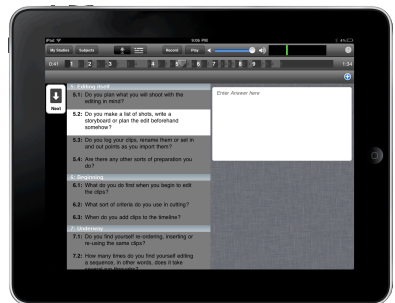 iPad
9:06 PM
4%
My Studies
Subjects
Record
Play
?
0:41
1
2
3
4
5
6
7
8
9
1:34
Next
5: Editing itself
5.1: Do you plan what you will shoot with the
editing in mind?
5.2: Do you make a list of shots, write a
storyboard or plan the edit beforehand
somehow?
5.3: Do you log your clips, rename them or set in
and out points as you import them?
5.4: Are there any other sorts of preparation you
do?
6: Beginning
6.1: What do you do first when you begin to edit
the clips?
6.2: What sort of criteria do you use in cutting?
6.3: When do you add clips to the timeline?
7: Underway
7.1: Do you find yourself re-ordering, inserting or
re-using the same clips?
7.2: How many times do you find yourself editing
a sequence, in other words, does it take
Enter Answer here